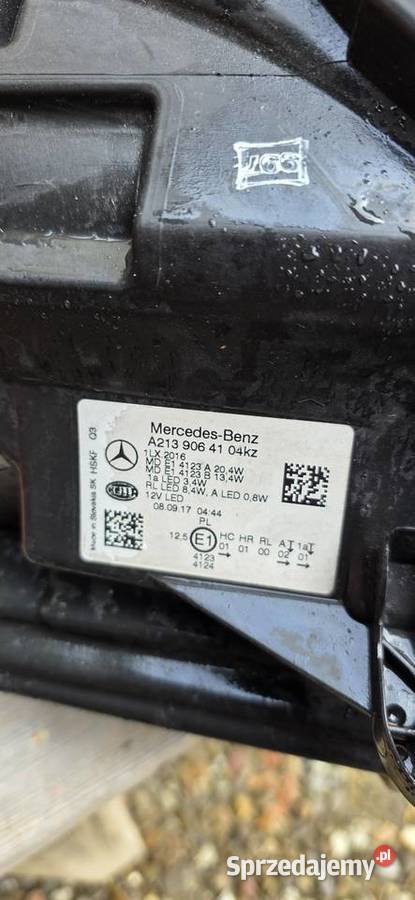 Mercedes-Benz
A213 906 41 04kz
1LX 2016
MD E1 4123 A 20,4W
MD E1 4123 B 13,4W
1a LED 3,4W
RL LED 8,4W, A LED 0,8W
12V LED
08.09.17 04:44
PL
12,5 E1 HC HR RL A 1a
01 01 00 02 01
4123
4124
Made in Slovakia SK HSKF Q3
HELLA
Sprzedajemy.pl